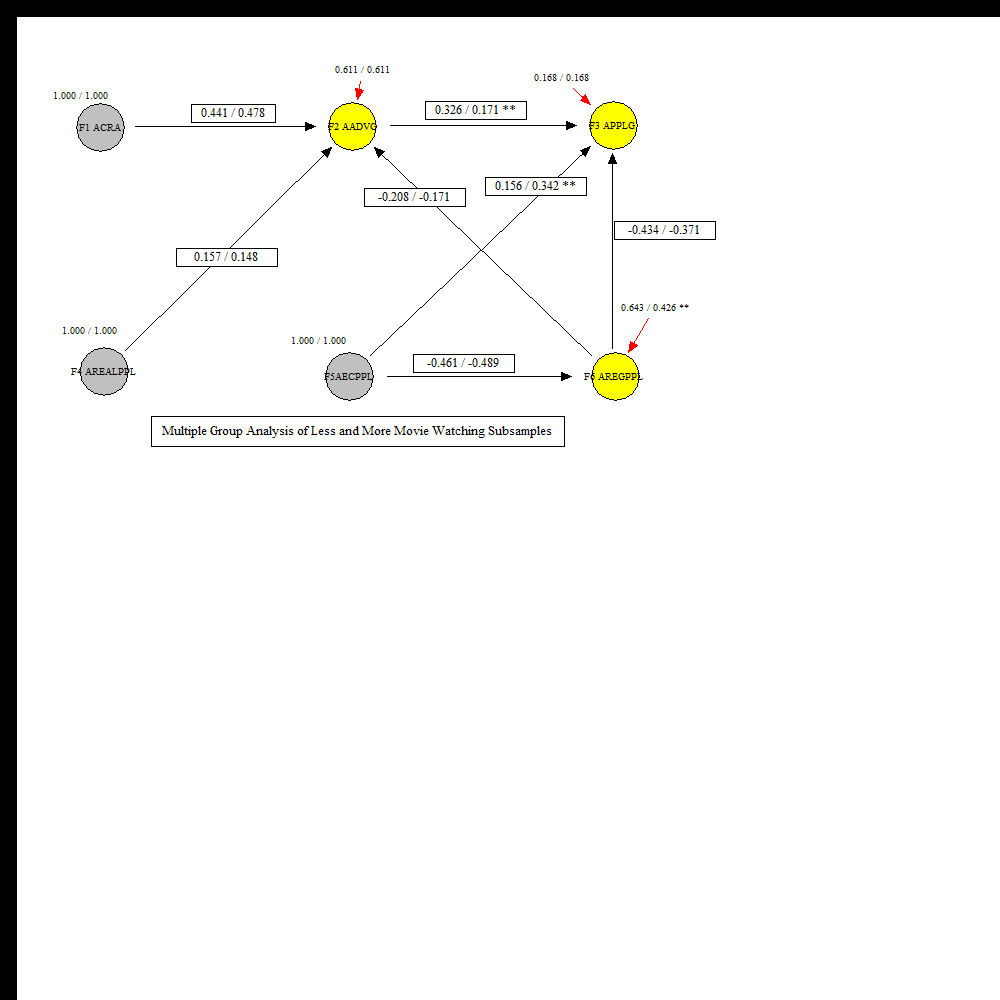 0.611 / 0.611
0.168 / 0.168
1.000 / 1.000
0.441 / 0.478
0.326 / 0.171 **
F1 ACRA
F2 AADVG
F3 APPLG
0.156 / 0.342 **
-0.208 / -0.171
-0.434 / -0.371
0.157 / 0.148
0.643 / 0.426 **
1.000 / 1.000
1.000 / 1.000
-0.461 / -0.489
F4 AREALPPL
F5AECPPL
F6 AREGPPL
Multiple Group Analysis of Less and More Movie Watching Subsamples